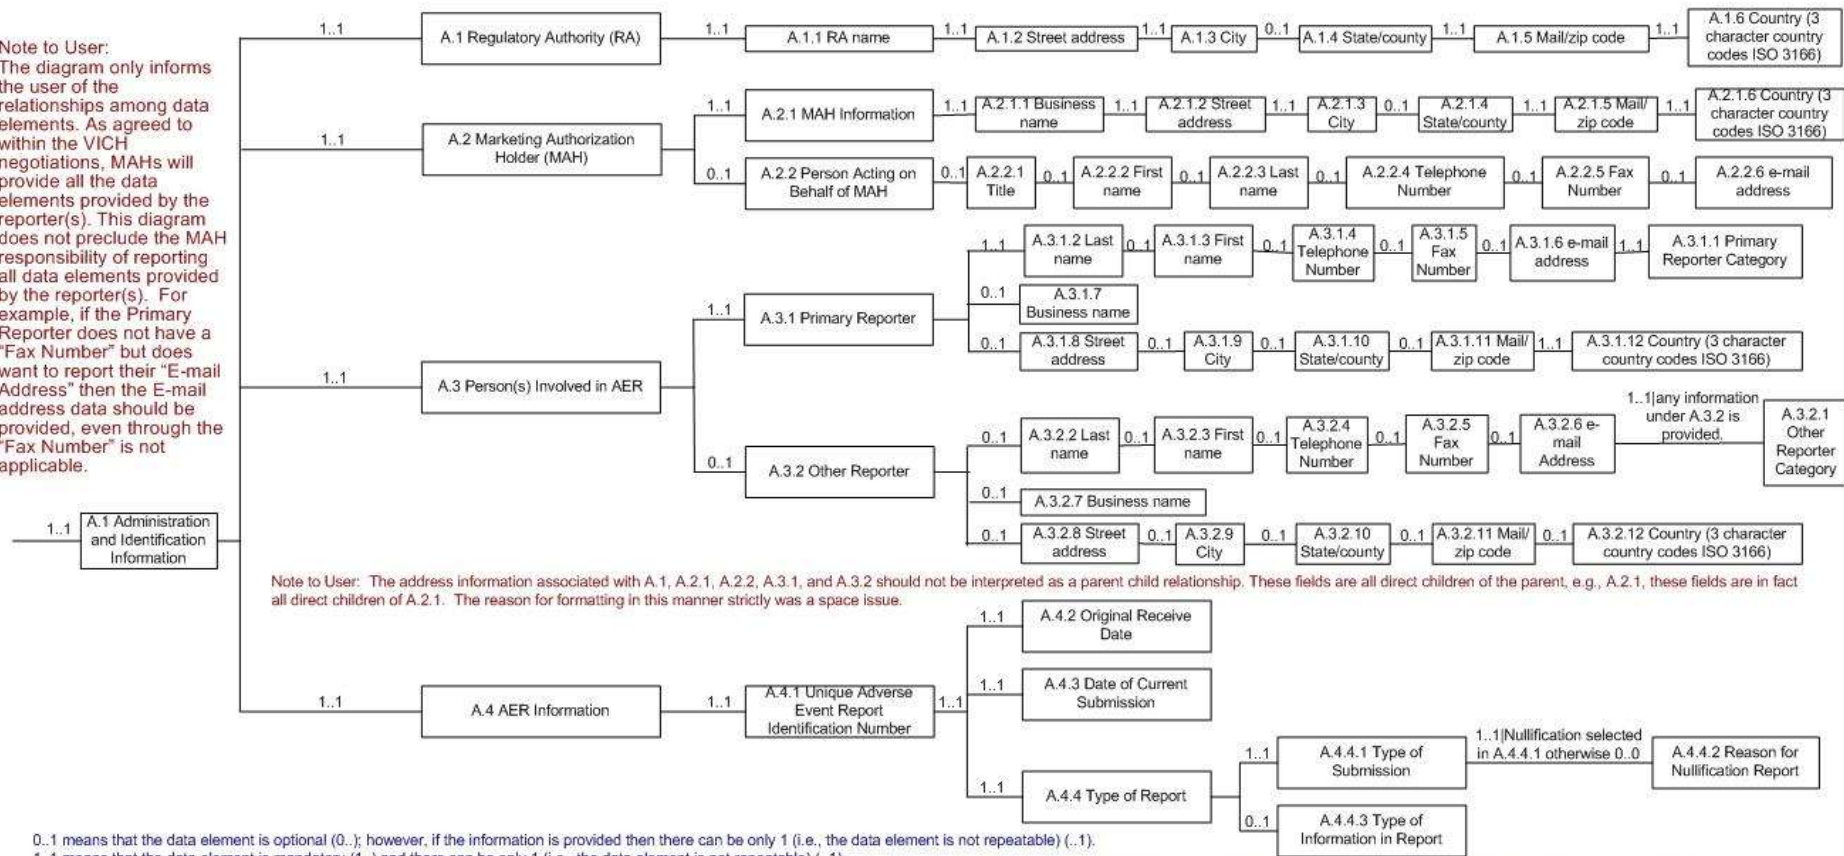 Note to User:
The diagram only informs
the user of the
relationships among data
elements. As agreed to
within the VICH
negotiations, MAHs will
provide all the data
elements provided by the
reporter(s). This diagram
does not preclude the MAH
responsibility of reporting
all data elements provided
by the reporter(s). For
example, if the Primary
Reporter does not have a
"Fax Number" but does
want to report their "E-mail
Address" then the E-mail
address data should be
provided, even through the
"Fax Number" is not
applicable.
1..1
A.1 Administration
and Identification
Information
1..1
A.1 Regulatory Authority (RA)
1..1
A.1.1 RA name
1..1
A.1.2 Street address
1..1
A.1.3 City
0..1
A.1.4 State/county
1..1
A.1.5 Mail/zip code
1..1
A.1.6 Country (3
character country
codes ISO 3166)
1..1
A.2 Marketing Authorization
Holder (MAH)
1..1
A.2.1 MAH Information
1..1
A.2.1.1 Business
name
1..1
A.2.1.2 Street
address
1..1
A.2.1.3
City
0..1
A.2.1.4
State/county
1..1
A.2.1.5 Mail/
zip code
1..1
A.2.1.6 Country (3
character country
codes ISO 3166)
0..1
A.2.2 Person Acting on
Behalf of MAH
0..1
A.2.2.1
Title
0..1
A.2.2.2 First
name
0..1
A.2.2.3 Last
name
0..1
A.2.2.4 Telephone
Number
0..1
A.2.2.5 Fax
Number
0..1
A.2.2.6 e-mail
address
1..1
A.3 Person(s) Involved in AER
1..1
A.3.1 Primary Reporter
1..1
A.3.1.2 Last
name
0..1
A.3.1.3 First
name
0..1
A.3.1.4
Telephone
Number
0..1
A.3.1.5
Fax
Number
0..1
A.3.1.6 e-mail
address
1..1
A.3.1.1 Primary
Reporter Category
0..1
A.3.1.7
Business name
0..1
A.3.1.8 Street
address
0..1
A.3.1.9
City
0..1
A.3.1.10
State/county
0..1
A.3.1.11 Mail/
zip code
1..1
A.3.1.12 Country (3 character
country codes ISO 3166)
0..1
A.3.2 Other Reporter
0..1
A.3.2.2 Last
name
0..1
A.3.2.3 First
name
0..1
A.3.2.4
Telephone
Number
0..1
A.3.2.5
Fax
Number
0..1
A.3.2.6 e-
mail
Address
1..1|any information
under A.3.2 is
provided.
A.3.2.1
Other
Reporter
Category
0..1
A.3.2.7 Business name
0..1
A.3.2.8 Street
address
0..1
A.3.2.9
City
0..1
A.3.2.10
State/county
0..1
A.3.2.11 Mail/
zip code
0..1
A.3.2.12 Country (3 character
country codes ISO 3166)
Note to User: The address information associated with A.1, A.2.1, A.2.2, A.3.1, and A.3.2 should not be interpreted as a parent child relationship. These fields are all direct children of the parent, e.g., A.2.1, these fields are in fact
all direct children of A.2.1. The reason for formatting in this manner strictly was a space issue.
1..1
A.4 AER Information
1..1
A.4.1 Unique Adverse
Event Report
Identification Number
1..1
1..1
A.4.2 Original Receive
Date
1..1
A.4.3 Date of Current
Submission
1..1
A.4.4 Type of Report
1..1
A.4.4.1 Type of
Submission
1..1|Nulllification selected
in A.4.4.1 otherwise 0..0
A.4.4.2 Reason for
Nullification Report
0..1
A.4.4.3 Type of
Information in Report
0..1 means that the data element is optional (0..); however, if the information is provided then there can be only 1 (i.e., the data element is not repeatable) (..1).
1..1 means that the data element is mandatory (1..) and there can be only 1 (i.e., the data element is not repeatable) (..1)